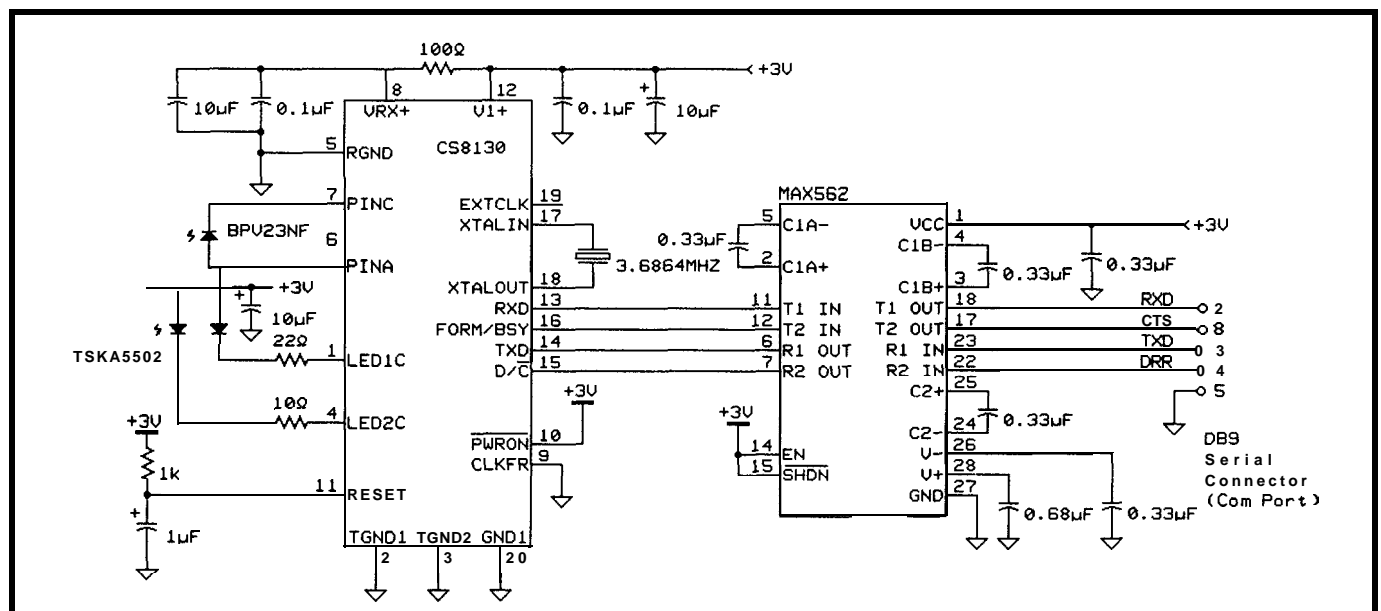 100Ω
+3V
8
12
10µF
0.1µF
VRX+
V1+
0.1µF
+
10µF
CS8130
5
RGND
7
PINC
6
BPV23NF
PINA
EXTCLK
19
XTALIN
17
3.6864MHZ
XTALOUT
18
RXD
13
FORM/BSY
16
TXD
14
D/C
15
+3V
+
10µF
22Ω
TSKA5502
1
LED1C
10Ω
4
LED2C
+3V
1k
11
RESET
+
1µF
PWRON
10
+3V
CLKFR
9
TGND1
TGND2
GND1
2
3
20
MAX562
5
C1A-
0.33µF
2
C1A+
11
T1 IN
12
T2 IN
6
R1 OUT
7
R2 OUT
+3V
14
EN
15
SHDN
VCC
1
+3V
C1B-
4
0.33µF
0.33µF
C1B+
3
T1 OUT
18
RXD
2
T2 OUT
17
CTS
8
R1 IN
23
TXD
3
R2 IN
22
DRR
4
C2+
25
5
0.33µF
C2-
24
V-
26
V+
28
GND
27
0.68µF
0.33µF
DB9
Serial
Connector
(Com Port)